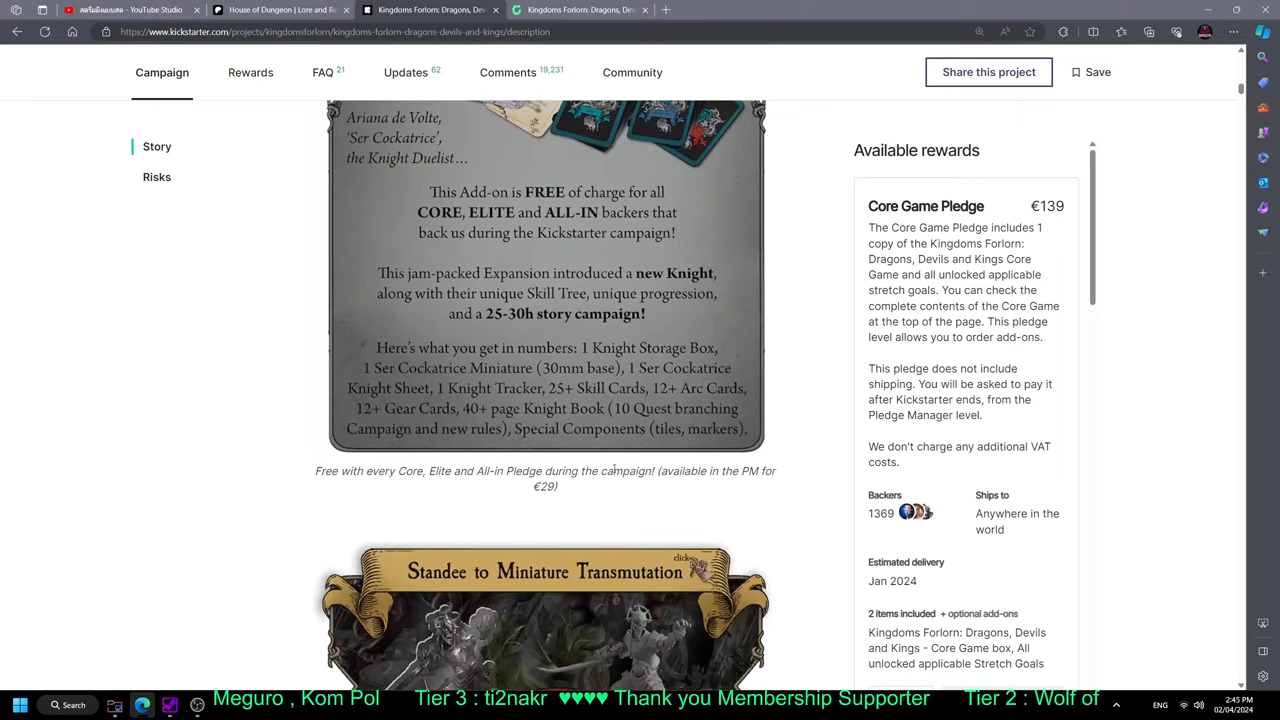 สตรีมมิ่งแบบสด - YouTube Studio
House of Dungeon | Lore and Re
Kingdoms Forlorn: Dragons, Dev
Kingdoms Forlorn: Dragons, Dev
https://www.kickstarter.com/projects/kingdomsforlorn/kingdoms-forlorn-dragons-devils-and-kings/description
Campaign
Rewards
FAQ 21
Updates 62
Comments 19,231
Community
Share this project
Save
Story
Risks
Ariana de Volte,
'Ser Cockatrice',
the Knight Duelist...
This Add-on is FREE of charge for all
CORE, ELITE and ALL-IN backers that
back us during the Kickstarter campaign!
This jam-packed Expansion introduced a new Knight,
along with their unique Skill Tree, unique progression,
and a 25-30h story campaign!
Here's what you get in numbers: 1 Knight Storage Box,
1 Ser Cockatrice Miniature (30mm base), 1 Ser Cockatrice
Knight Sheet, 1 Knight Tracker, 25+ Skill Cards, 12+ Arc Cards,
12+ Gear Cards, 40+ page Knight Book (10 Quest branching
Campaign and new rules), Special Components (tiles, markers).
Free with every Core, Elite and All-in Pledge during the campaign! (available in the PM for
€29)
click
Standee to Miniature Transmutation
Available rewards
Core Game Pledge €139
The Core Game Pledge includes 1
copy of the Kingdoms Forlorn:
Dragons, Devils and Kings Core
Game and all unlocked applicable
stretch goals. You can check the
complete contents of the Core Game
at the top of the page. This pledge
level allows you to order add-ons.
This pledge does not include
shipping. You will be asked to pay it
after Kickstarter ends, from the
Pledge Manager level.
We don't charge any additional VAT
costs.
Backers
1369
Ships to
Anywhere in the
world
Estimated delivery
Jan 2024
2 items included + optional add-ons
Kingdoms Forlorn: Dragons, Devils
and Kings - Core Game box, All
unlocked applicable Stretch Goals
Search
Meguro , Kom Pol Tier 3 : ti2nakr ♥♥♥♥ Thank you Membership Supporter Tier 2 : Wolf of
ENG
2:45 PM
02/04/2024